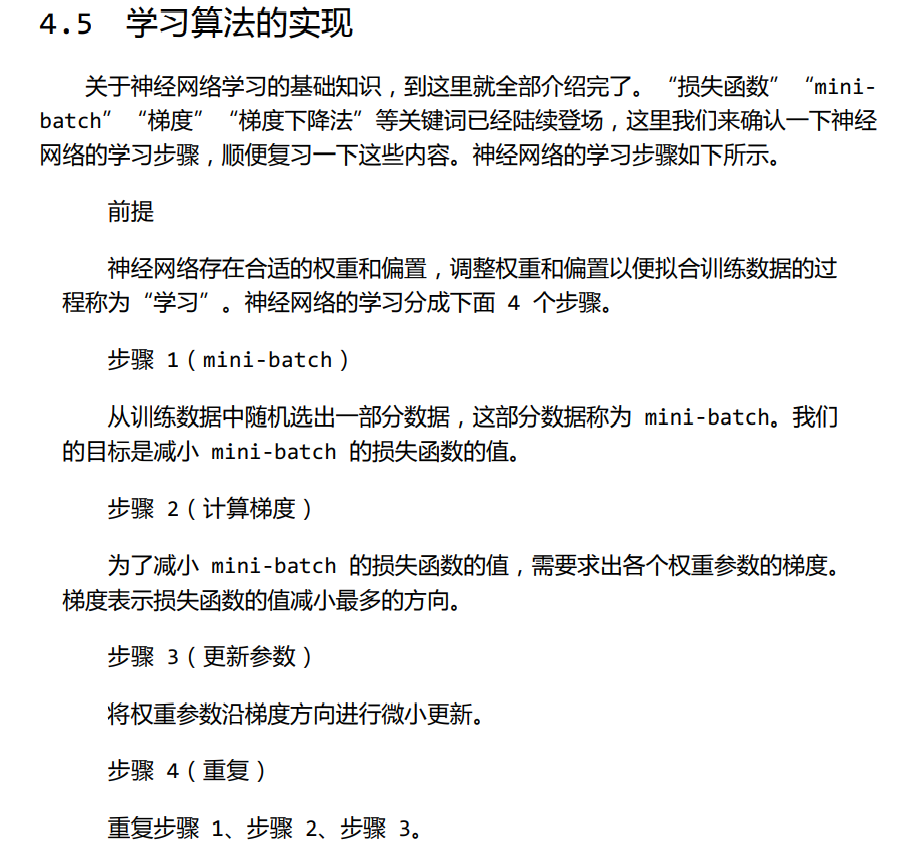 4.5 学习算法的实现
关于神经网络学习的基础知识，到这里就全部介绍完了。“损失函数”“mini-
batch”“梯度”“梯度下降法”等关键词已经陆续登场，这里我们来确认一下神经
网络的学习步骤，顺便复习一下这些内容。神经网络的学习步骤如下所示。
前提
神经网络存在合适的权重和偏置，调整权重和偏置以便拟合训练数据的过
程称为“学习”。神经网络的学习分成下面 4 个步骤。
步骤 1（mini-batch）
从训练数据中随机选出一部分数据，这部分数据称为 mini-batch。我们
的目标是减小 mini-batch 的损失函数的值。
步骤 2（计算梯度）
为了减小 mini-batch 的损失函数的值，需要求出各个权重参数的梯度。
梯度表示损失函数的值减小最多的方向。
步骤 3（更新参数）
将权重参数沿梯度方向进行微小更新。
步骤 4（重复）
重复步骤 1、步骤 2、步骤 3。